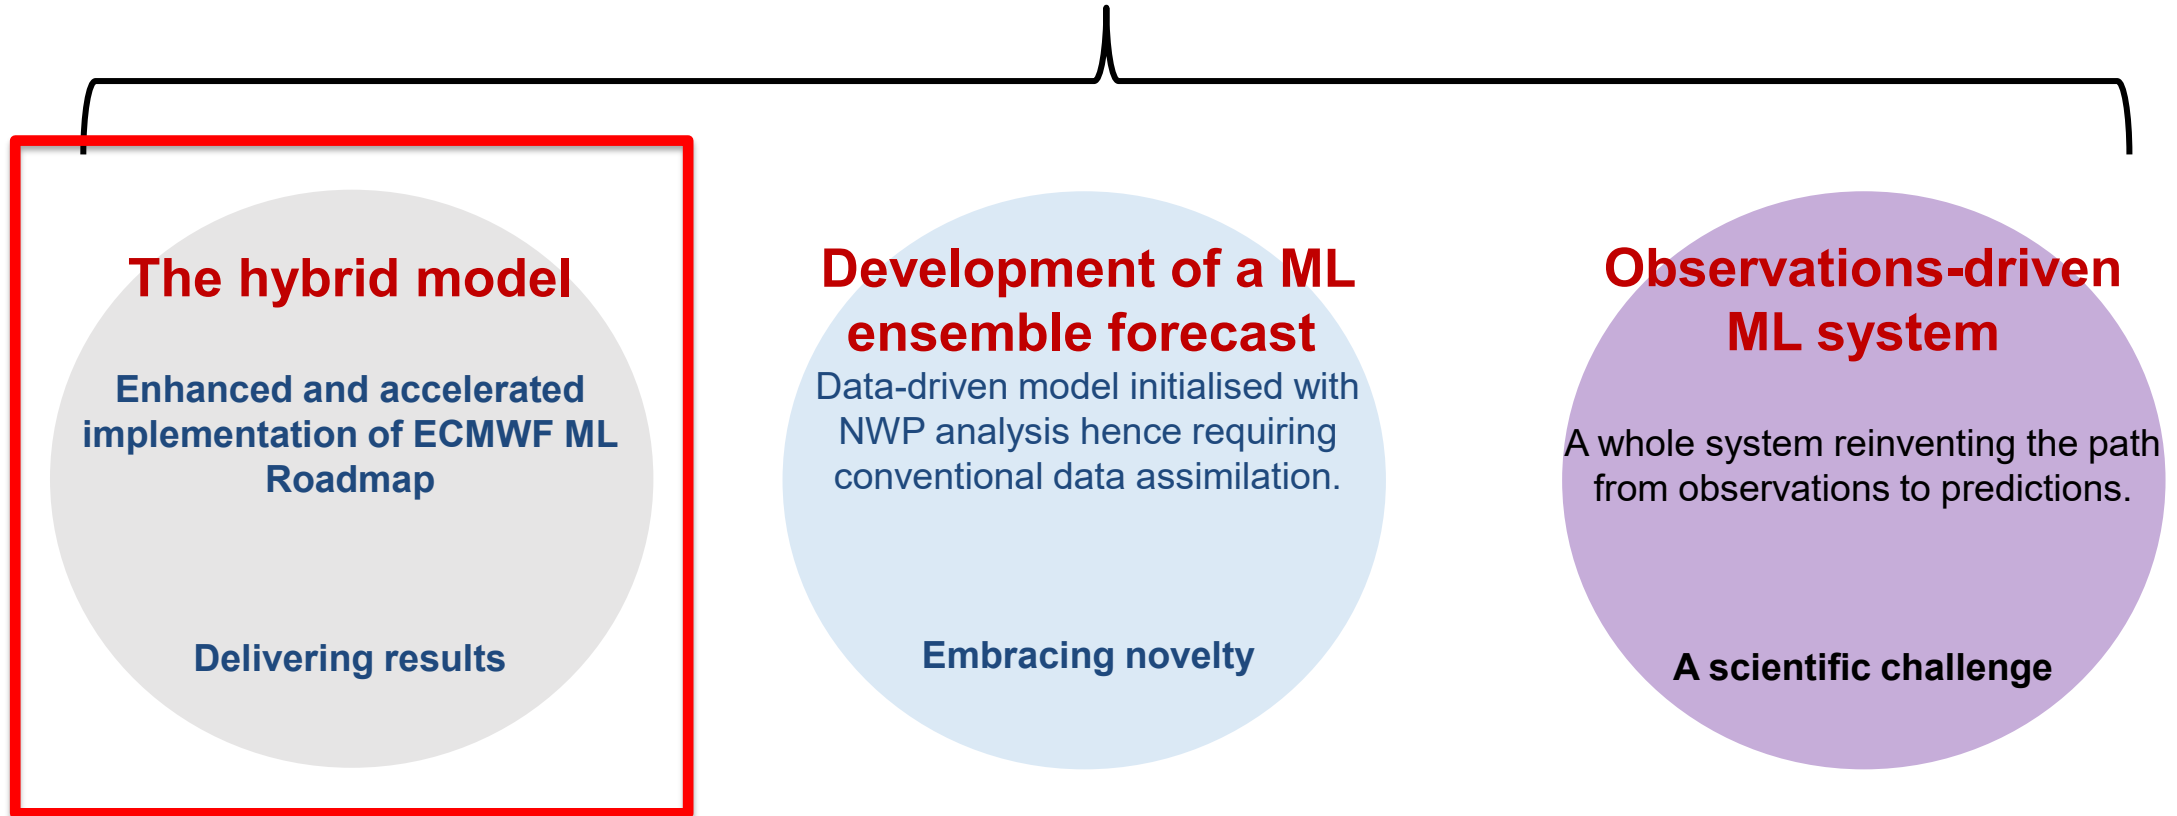 The hybrid model
Enhanced and accelerated
implementation of ECMWF ML
Roadmap
Delivering results
Development of a ML
ensemble forecast
Data-driven model initialised with
NWP analysis hence requiring
conventional data assimilation.
Embracing novelty
Observations-driven
ML system
A whole system reinventing the path
from observations to predictions.
A scientific challenge